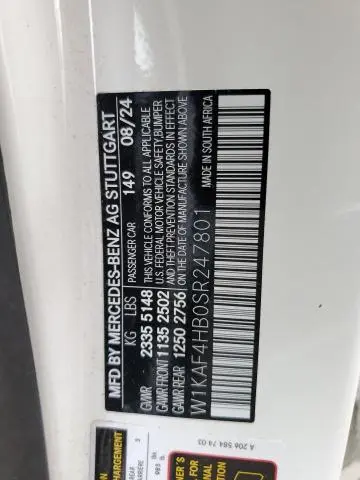 MFD BY MERCEDES-BENZ AG STUTTGART
PASSENGER CAR 149 08/24
KG LBS
GVWR 2335 5148
GAWR FRONT 1135 2502
GAWR REAR 1250 2756
THIS VEHICLE CONFORMS TO ALL APPLICABLE
U.S. FEDERAL MOTOR VEHICLE SAFETY, BUMPER
AND THEFT PREVENTION STANDARDS IN EFFECT
ON THE DATE OF MANUFACTURE SHOWN ABOVE.
W1KAF4HB0SR247801
MADE IN SOUTH AFRICA
A 206 584 74 03